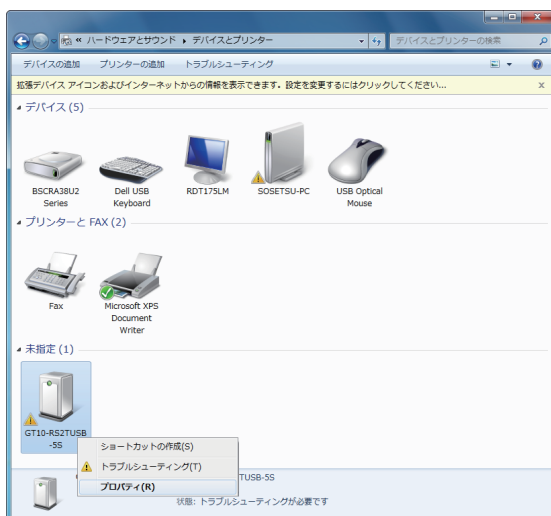 « ハードウェアとサウンド ▸ デバイスとプリンター
デバイスとプリンターの検索
デバイスの追加 プリンターの追加 トラブルシューティング
拡張デバイス アイコンおよびインターネットからの情報を表示できます。設定を変更するにはクリックしてください...
デバイス (5)
BSCRA38U2
Series
Dell USB
Keyboard
RDT175LM
SOSETSU-PC
USB Optical
Mouse
プリンターと FAX (2)
Fax
Microsoft XPS
Document
Writer
未指定 (1)
GT10-RS2TUSB
-5S
ショートカットの作成(S)
トラブルシューティング(T)
プロパティ(R)
TUSB-5S
状態: トラブルシューティングが必要です